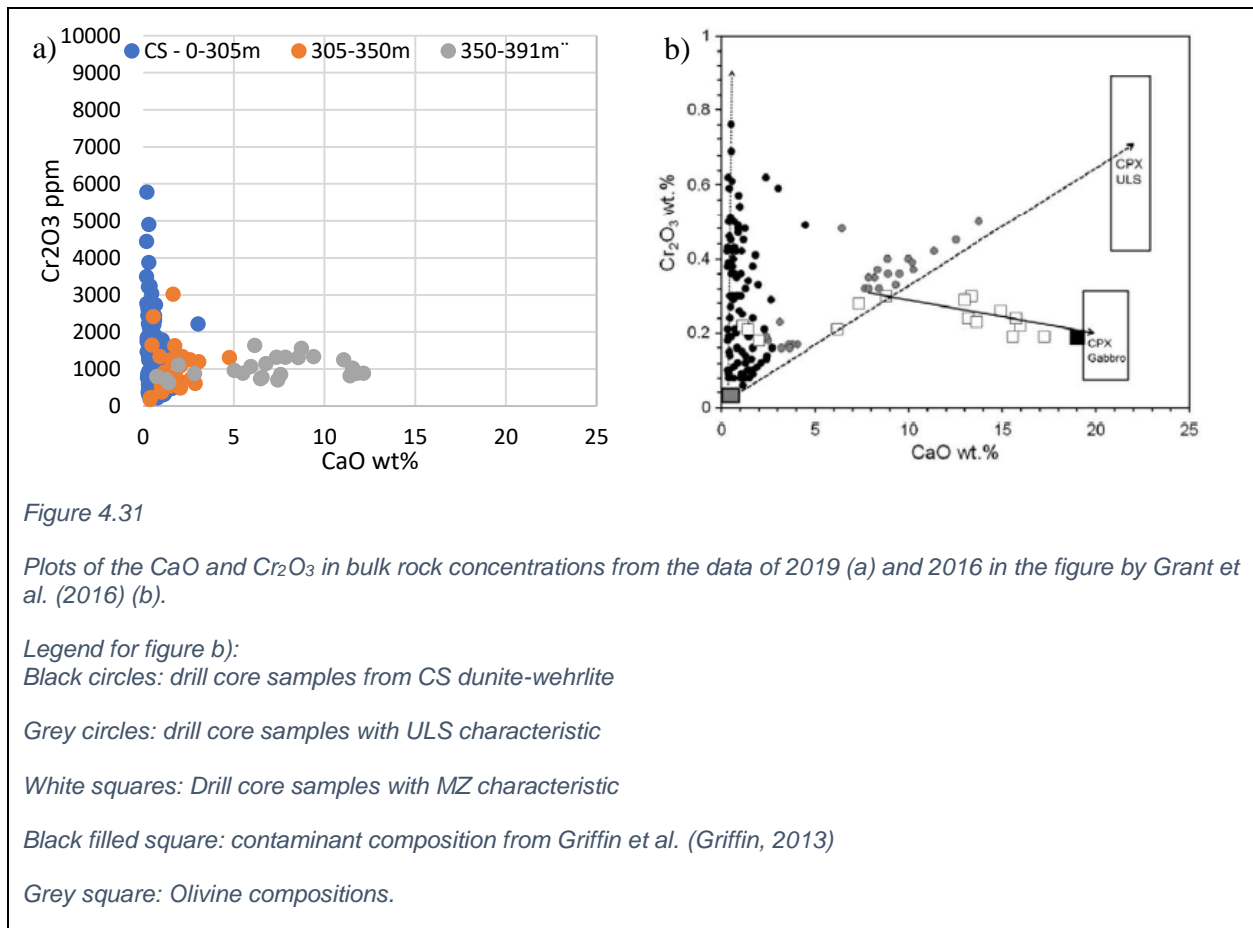 a)
CS - 0-305m 305-350m 350-391m¨
10000
9000
8000
7000
6000
5000
4000
3000
2000
1000
0
Cr2O3 ppm
0 5 10 15 20 25
CaO wt%
b)
1
0.8
0.6
0.4
0.2
0
Cr₂O₃ wt.%
CPX
ULS
CPX
Gabbro
0 5 10 15 20 25
CaO wt.%
Figure 4.31
Plots of the CaO and Cr₂O₃ in bulk rock concentrations from the data of 2019 (a) and 2016 in the figure by Grant et
al. (2016) (b).
Legend for figure b):
Black circles: drill core samples from CS dunite-wehrlite
Grey circles: drill core samples with ULS characteristic
White squares: Drill core samples with MZ characteristic
Black filled square: contaminant composition from Griffin et al. (Griffin, 2013)
Grey square: Olivine compositions.